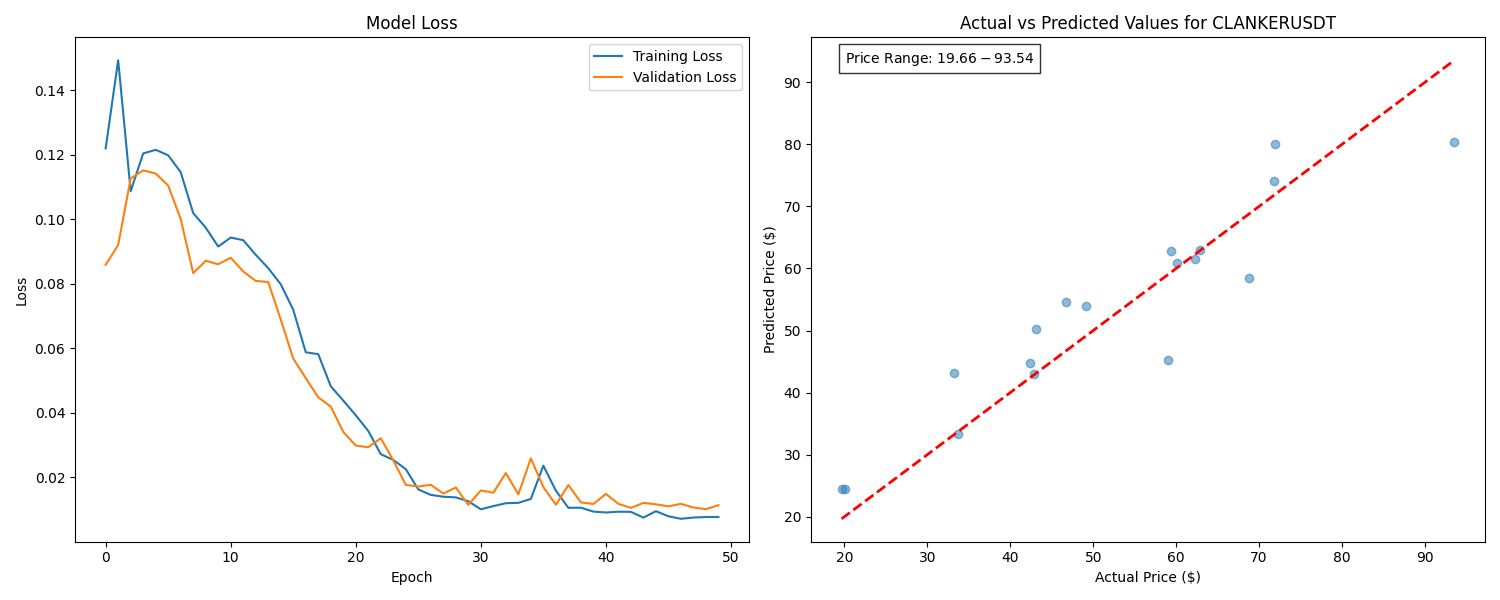 Model Loss
Training Loss
Validation Loss
0.14
0.12
0.10
0.08
0.06
0.04
0.02
Loss
0 10 20 30 40 50
Epoch
Actual vs Predicted Values for CLANKERUSDT
Price Range: 19.66 − 93.54
90
80
70
60
50
40
30
20
Predicted Price ($)
20 30 40 50 60 70 80 90
Actual Price ($)